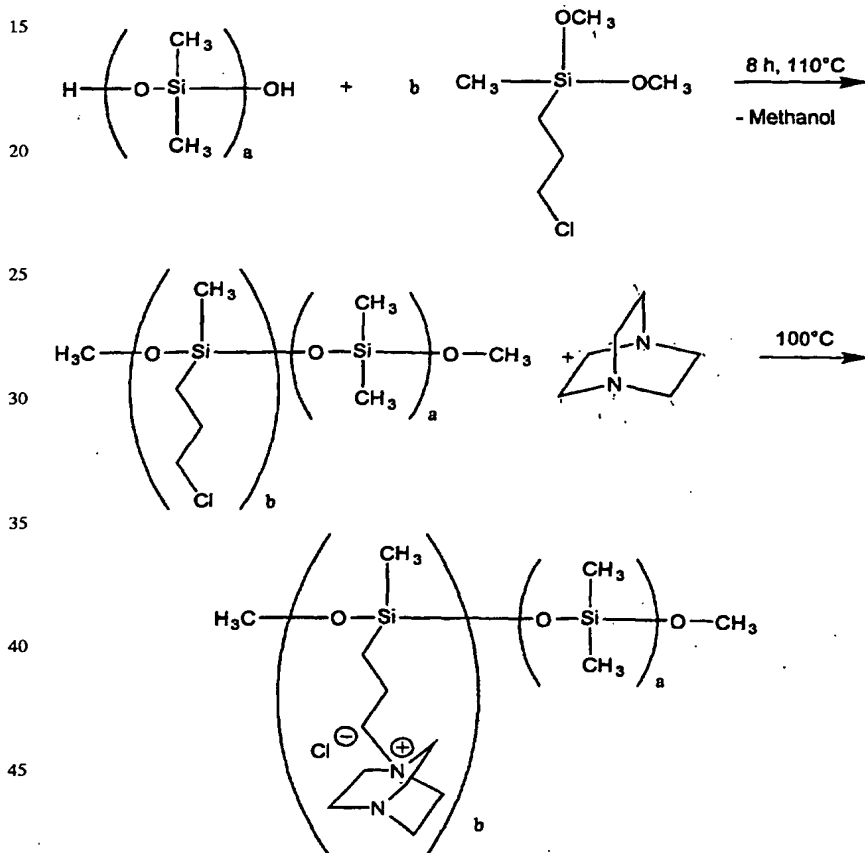 15
CH3 OCH3
H O Si OH + b CH3 Si OCH3 8 h, 110°C
CH3 a - Methanol
20
Cl
25
CH3 CH3
H3C O Si O Si O CH3 + N 100°C
CH3 N
30
a
Cl
b
35
CH3 CH3
H3C O Si O Si O CH3
40
CH3
a
Cl ⊖ ⊕
N
45
N
b